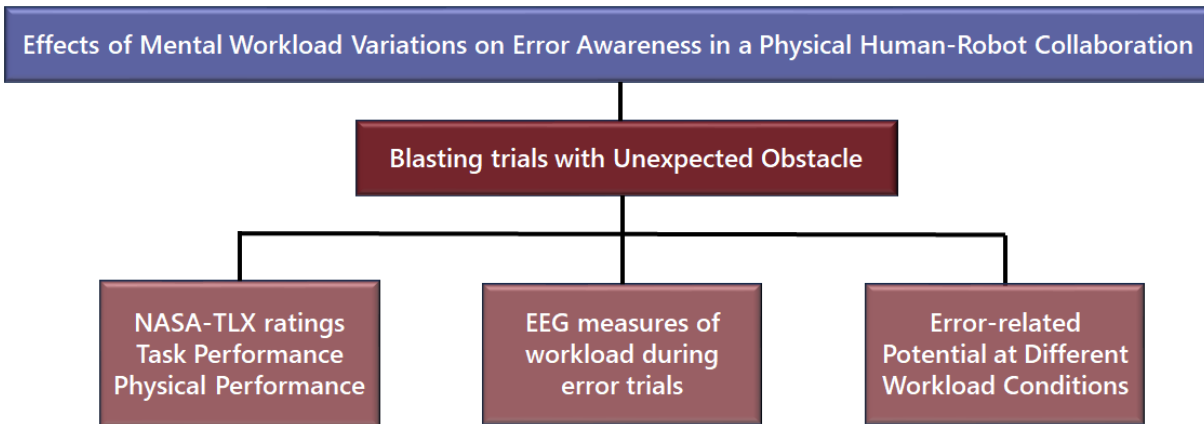 Effects of Mental Workload Variations on Error Awareness in a Physical Human-Robot Collaboration
Blasting trials with Unexpected Obstacle
NASA-TLX ratings
Task Performance
Physical Performance
EEG measures of
workload during
error trials
Error-related
Potential at Different
Workload Conditions